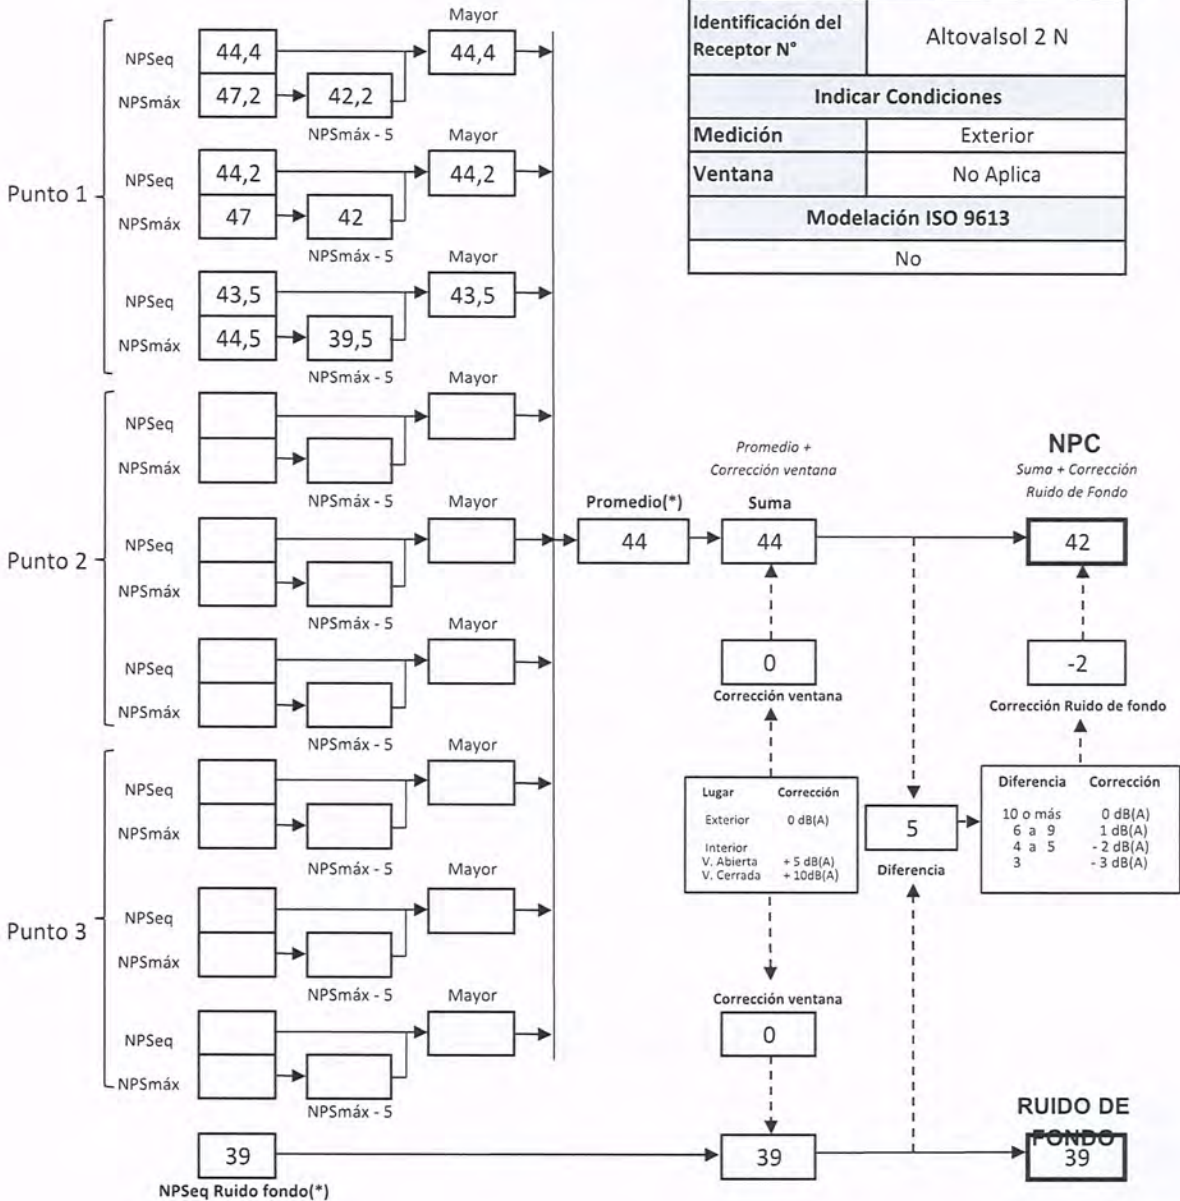 Identificación del
Receptor N°
Altovalsol 2 N
Indicar Condiciones
Medición
Exterior
Ventana
No Aplica
Modelación ISO 9613
No
Punto 1
Mayor
NPSeq
44,4
44,4
NPSmáx
47,2
42,2
NPSmáx - 5
Mayor
NPSeq
44,2
44,2
NPSmáx
47
42
NPSmáx - 5
Mayor
NPSeq
43,5
43,5
NPSmáx
44,5
39,5
NPSmáx - 5
Punto 2
Mayor
NPSeq
NPSmáx
NPSmáx - 5
Mayor
NPSeq
NPSmáx
NPSmáx - 5
Mayor
NPSeq
NPSmáx
NPSmáx - 5
Punto 3
Mayor
NPSeq
NPSmáx
NPSmáx - 5
Mayor
NPSeq
NPSmáx
NPSmáx - 5
Mayor
NPSeq
NPSmáx
NPSmáx - 5
39
NPSeq Ruido fondo(*)
Promedio(*)
44
Promedio +
Corrección ventana
Suma
44
0
Corrección ventana
Lugar Corrección
Exterior 0 dB(A)
Interior
V. Abierta + 5 dB(A)
V. Cerrada + 10dB(A)
Corrección ventana
0
39
5
Diferencia
NPC
Suma + Corrección
Ruido de Fondo
42
-2
Corrección Ruido de fondo
Diferencia Corrección
10 o más 0 dB(A)
6 a 9 1 dB(A)
4 a 5 - 2 dB(A)
3 - 3 dB(A)
RUIDO DE
FONDO
39